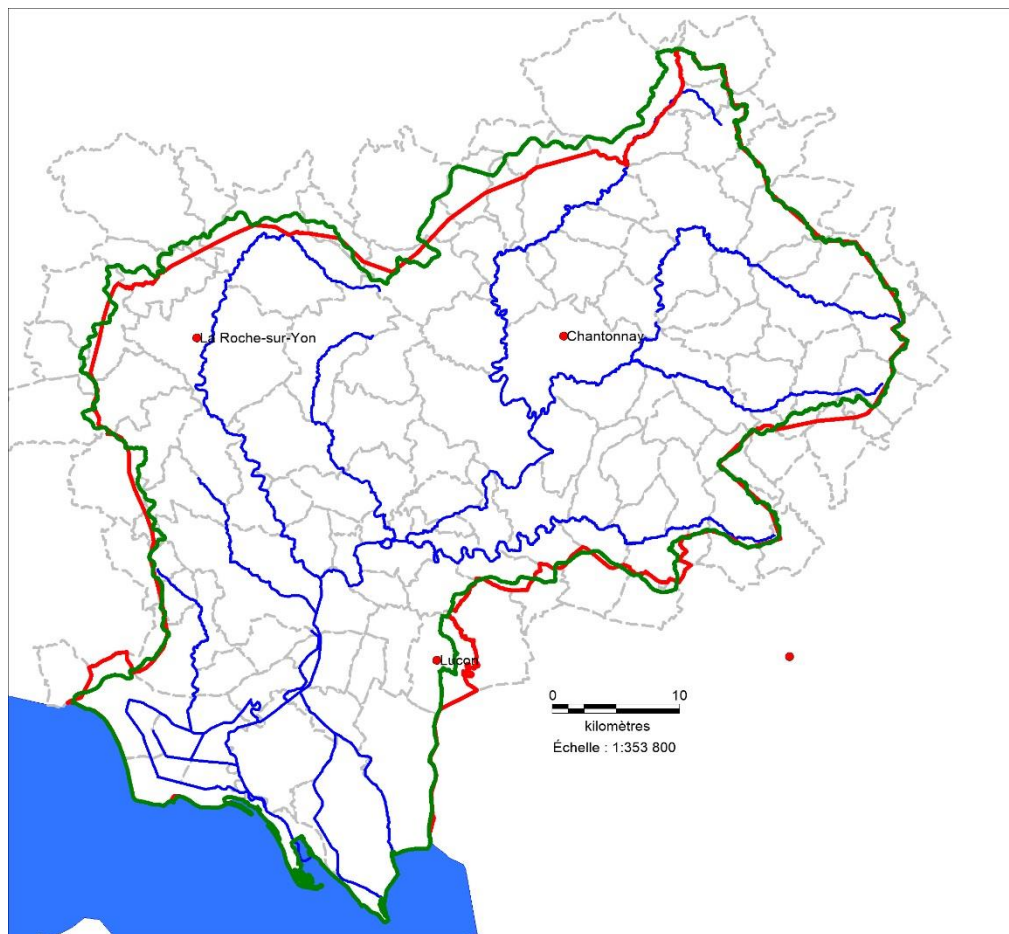 La Roche-sur-Yon
Chantonnay
Luçon
0 10
kilomètres
Échelle : 1:353 800